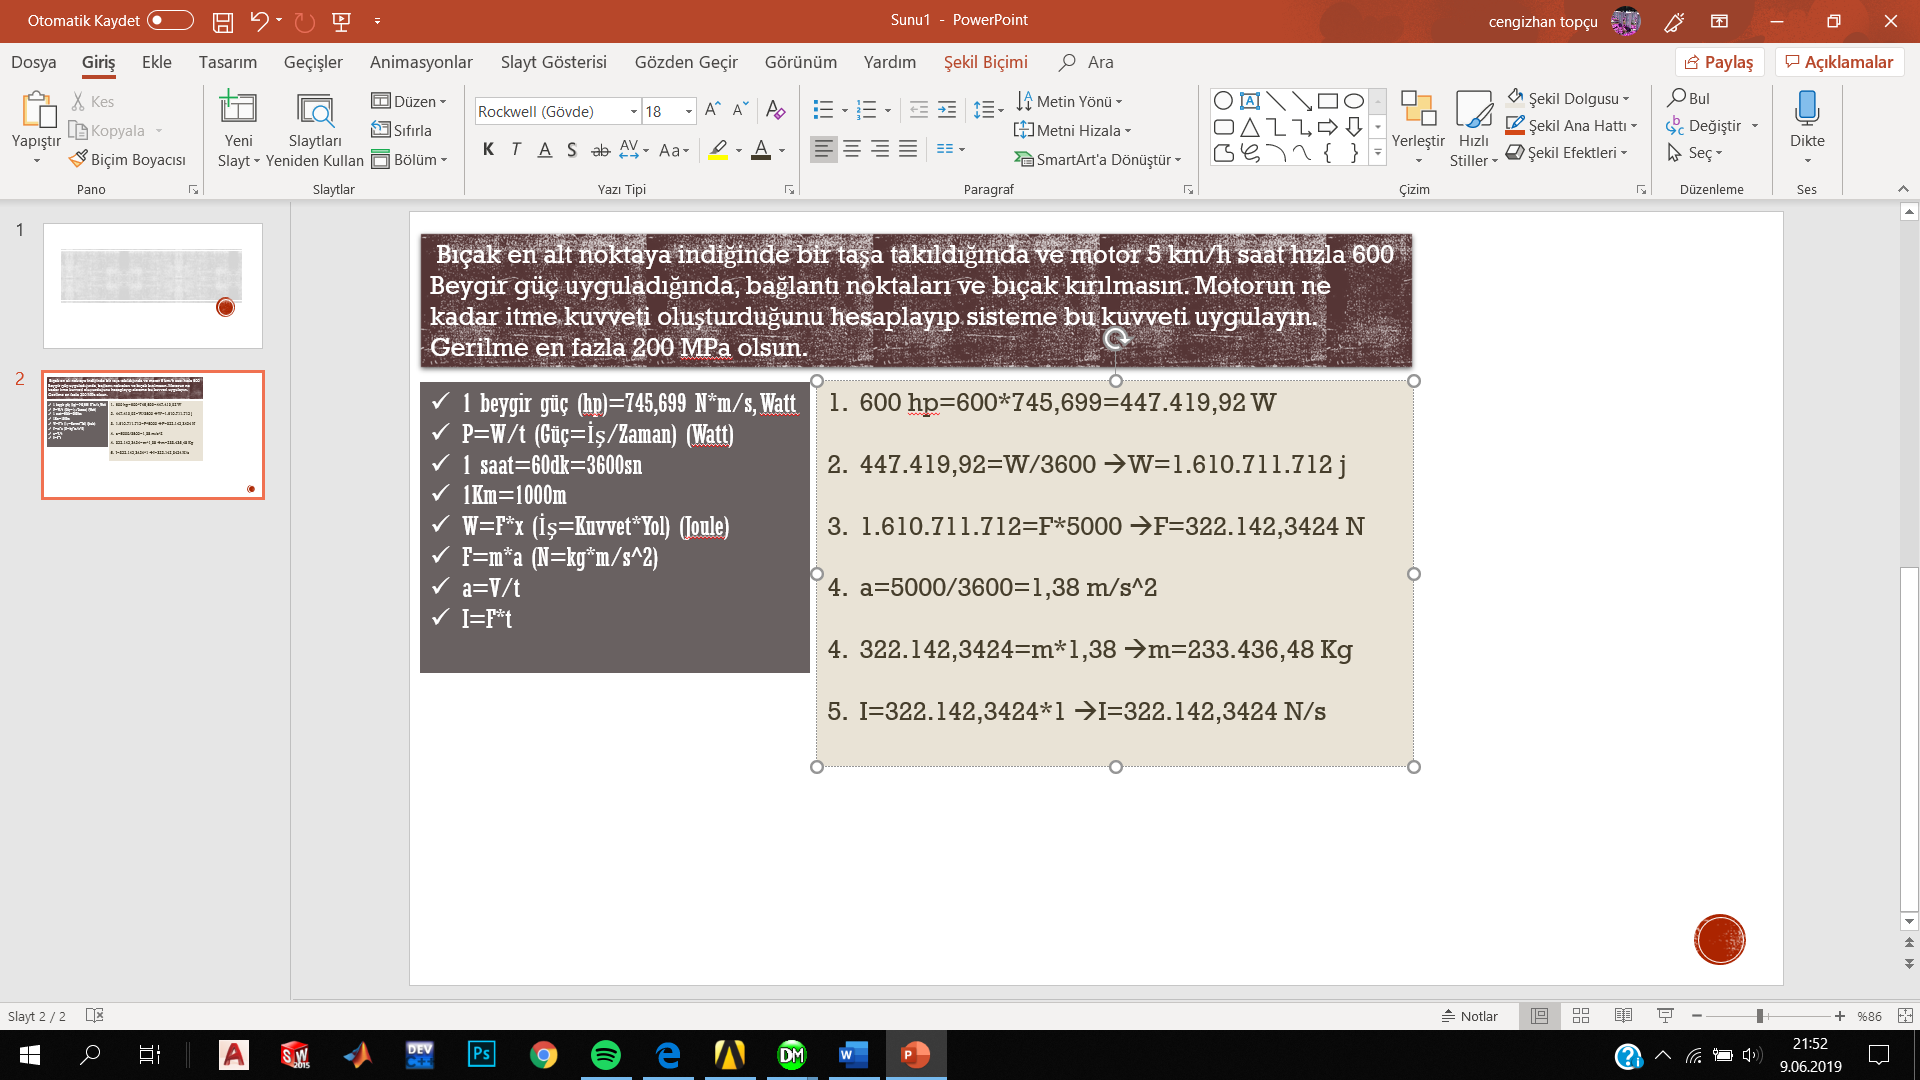 Otomatik Kaydet
Sunu1 - PowerPoint
cengizhan topçu
Dosya Giriş Ekle Tasarım Geçişler Animasyonlar Slayt Gösterisi Gözden Geçir Görünüm Yardım Şekil Biçimi Ara
Paylaş Açıklamalar
Yapıştır
Kes
Kopyala
Biçim Boyacısı
Pano
Yeni
Slayt
Slaytları
Yeniden Kullan
Düzen
Sıfırla
Bölüm
Slaytlar
Rockwell (Gövde) 18
K T A S ab AV Aa A
Yazı Tipi
Metin Yönü
Metni Hizala
SmartArt'a Dönüştür
Paragraf
Yerleştir
Hızlı
Stiller
Şekil Dolgusu
Şekil Ana Hattı
Şekil Efektleri
Çizim
Bul
Değiştir
Seç
Düzenleme
Dikte
Ses
1
2
Bıçak en alt noktaya indiğinde bir taşa takıldığında ve motor 5 km/h saat hızla 600
Beygir güç uyguladığında, bağlantı noktaları ve bıçak kırılmasın. Motorun ne
kadar itme kuvveti oluşturduğunu hesaplayıp sisteme bu kuvveti uygulayın.
Gerilme en fazla 200 MPa olsun.
✓ 1 beygir güç (hp)=745,699 N*m/s, Watt
✓ P=W/t (Güç=İş/Zaman) (Watt)
✓ 1 saat=60dk=3600sn
✓ 1Km=1000m
✓ W=F*x (İş=Kuvvet*Yol) (Joule)
✓ F=m*a (N=kg*m/s^2)
✓ a=V/t
✓ I=F*t
1. 600 hp=600*745,699=447.419,92 W
2. 447.419,92=W/3600 →W=1.610.711.712 j
3. 1.610.711.712=F*5000 →F=322.142,3424 N
4. a=5000/3600=1,38 m/s^2
4. 322.142,3424=m*1,38 →m=233.436,48 Kg
5. I=322.142,3424*1 →I=322.142,3424 N/s
Slayt 2 / 2
Notlar
%86
21:52
9.06.2019